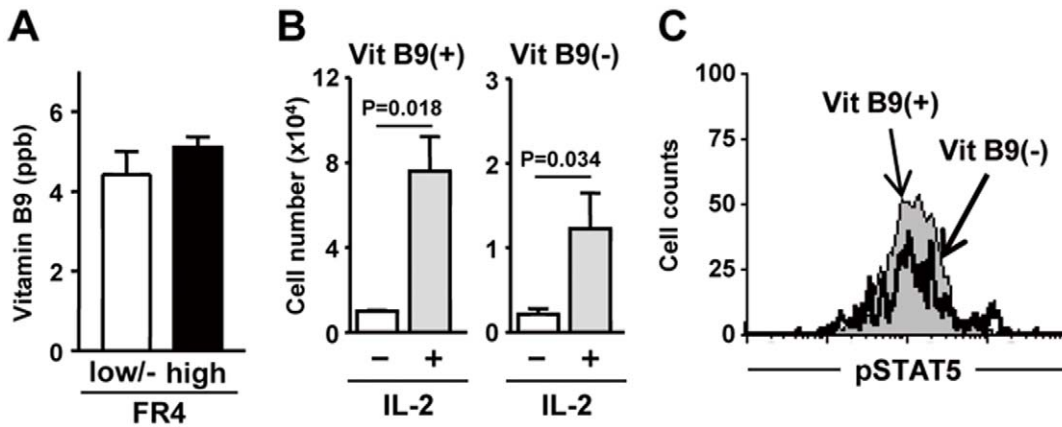 A
Vitamin B9 (ppb)
6
4
2
0
low/- high
FR4
B
Vit B9(+)
Vit B9(-)
Cell number (x10⁴)
12
8
4
0
P=0.018
− +
IL-2
3
2
1
0
P=0.034
− +
IL-2
C
Cell counts
100
75
50
25
0
Vit B9(+)
Vit B9(-)
pSTAT5